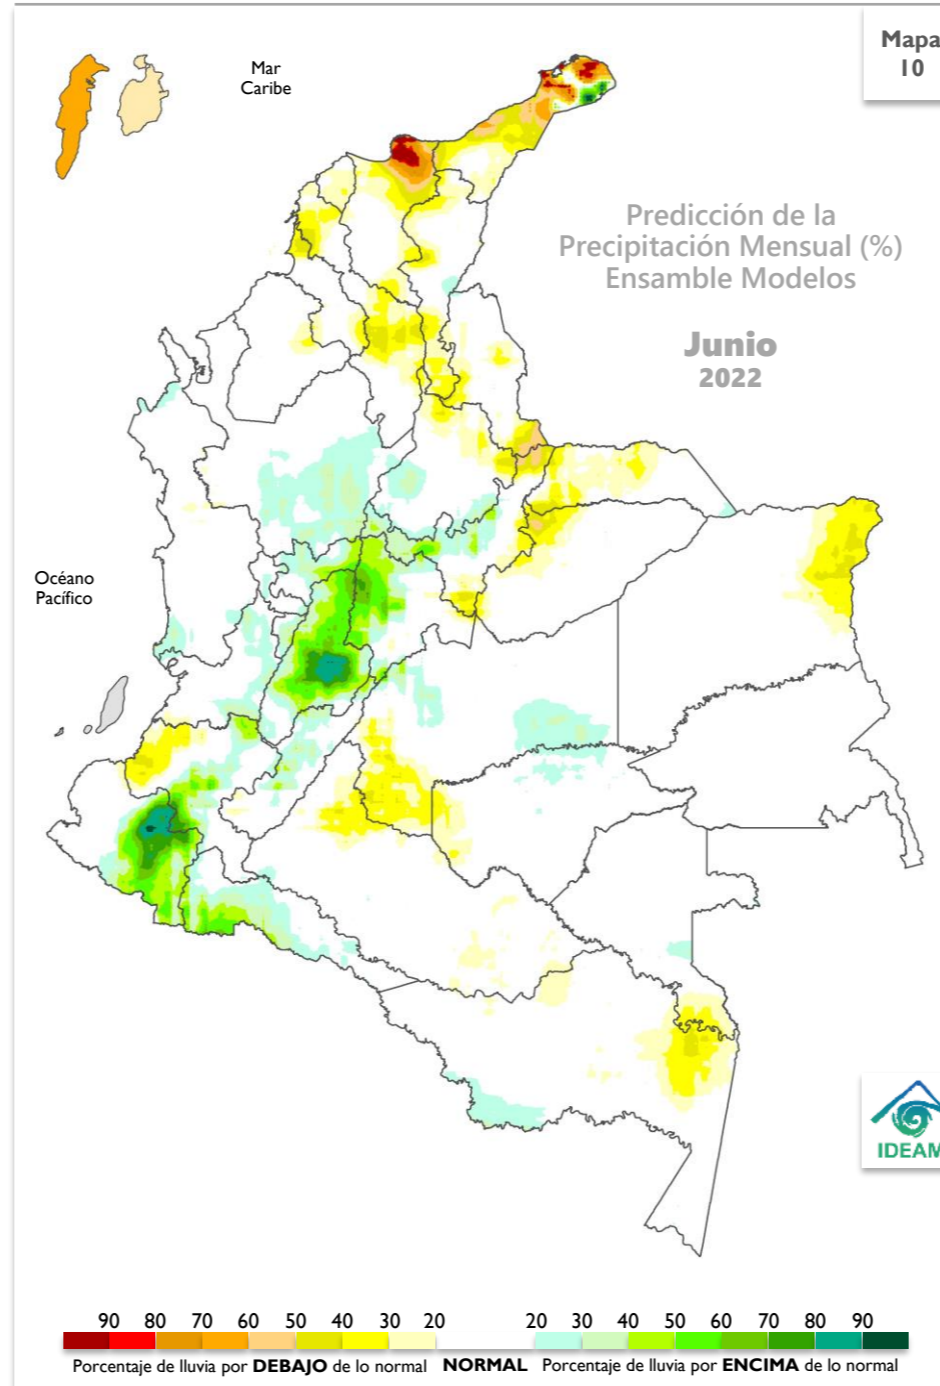 Mapa
10
Mar
Caribe
Predicción de la
Precipitación Mensual (%)
Ensamble Modelos
Junio
2022
Océano
Pacífico
IDEAM
90 80 70 60 50 40 30 20 20 30 40 50 60 70 80 90
Porcentaje de lluvia por DEBAJO de lo normal NORMAL Porcentaje de lluvia por ENCIMA de lo normal